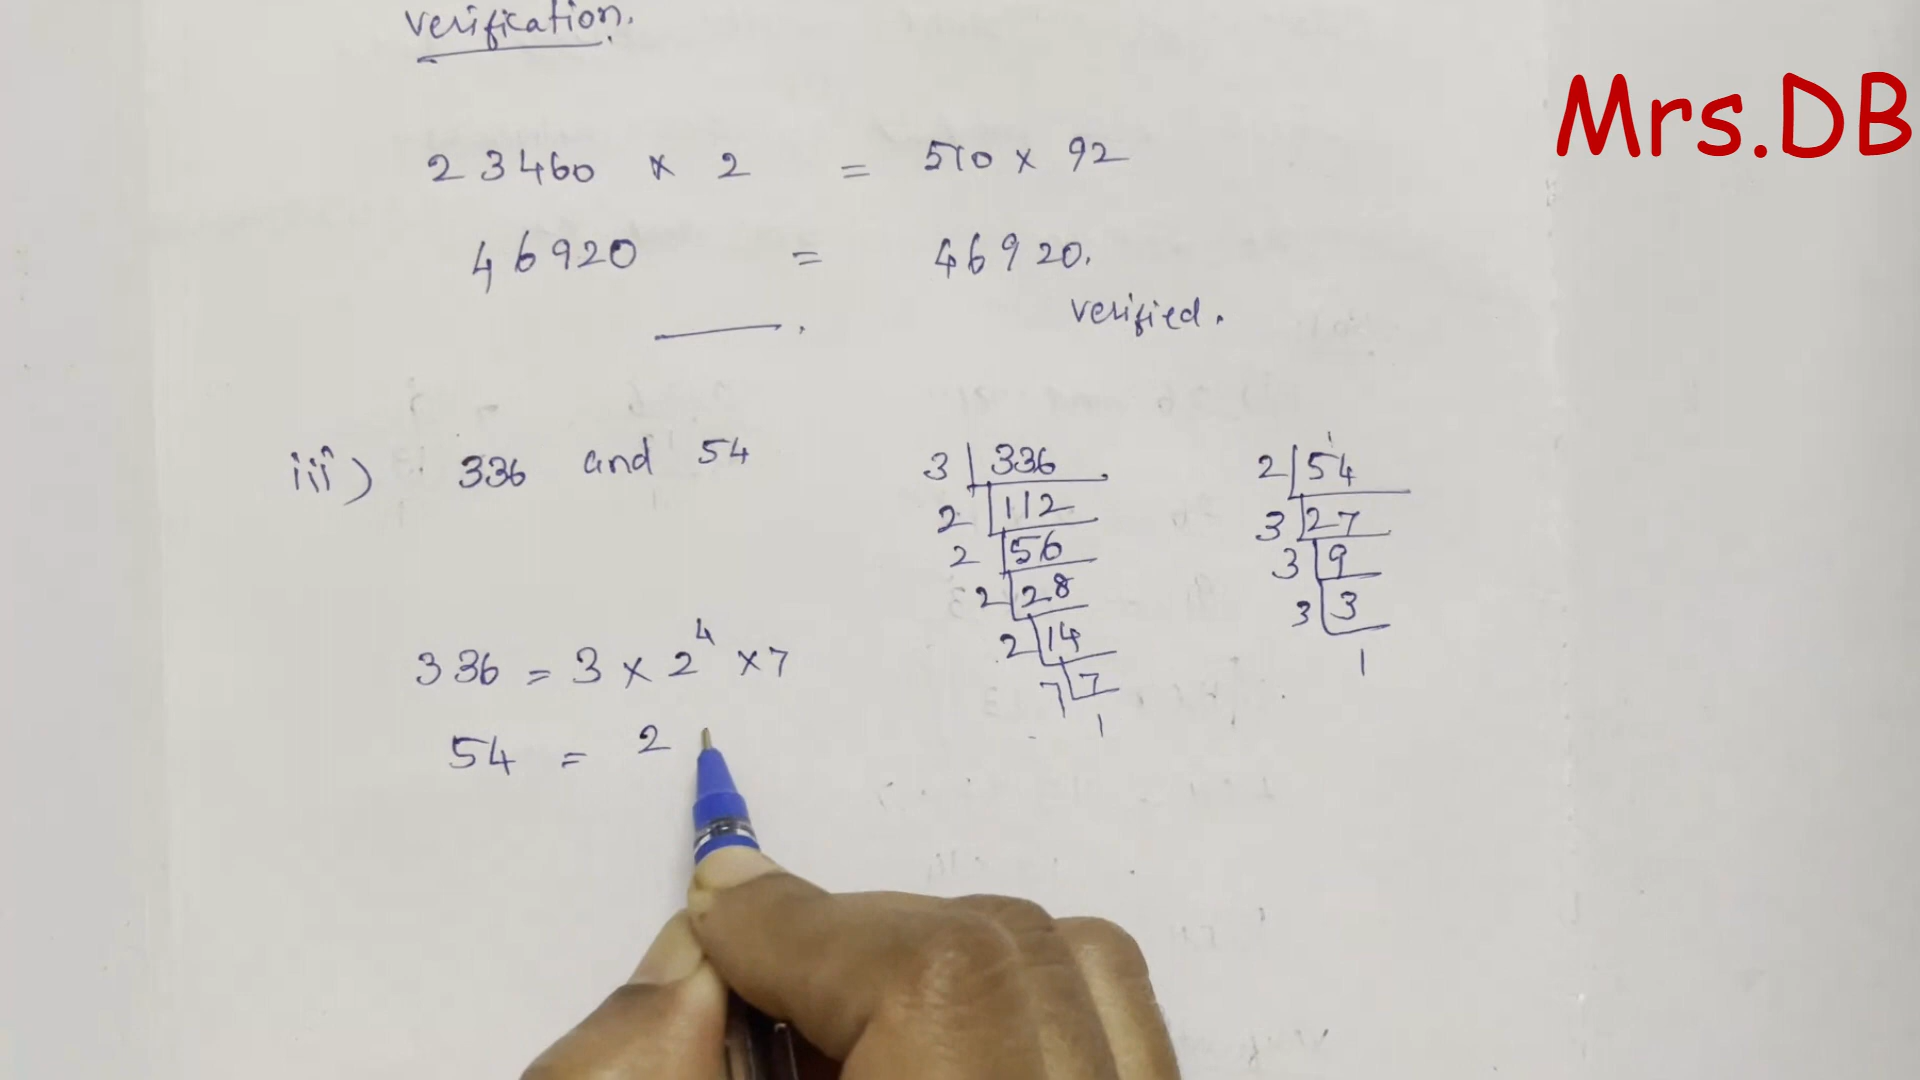 verification.
Mrs.DB
23460 × 2 = 510 × 92
46920 = 46920.
verified.
iii) 336 and 54
3 336
2 112
2 56
2 28
2 14
7 7
1
2 54
3 27
3 9
3 3
1
336 = 3 × 2⁴ × 7
54 = 2